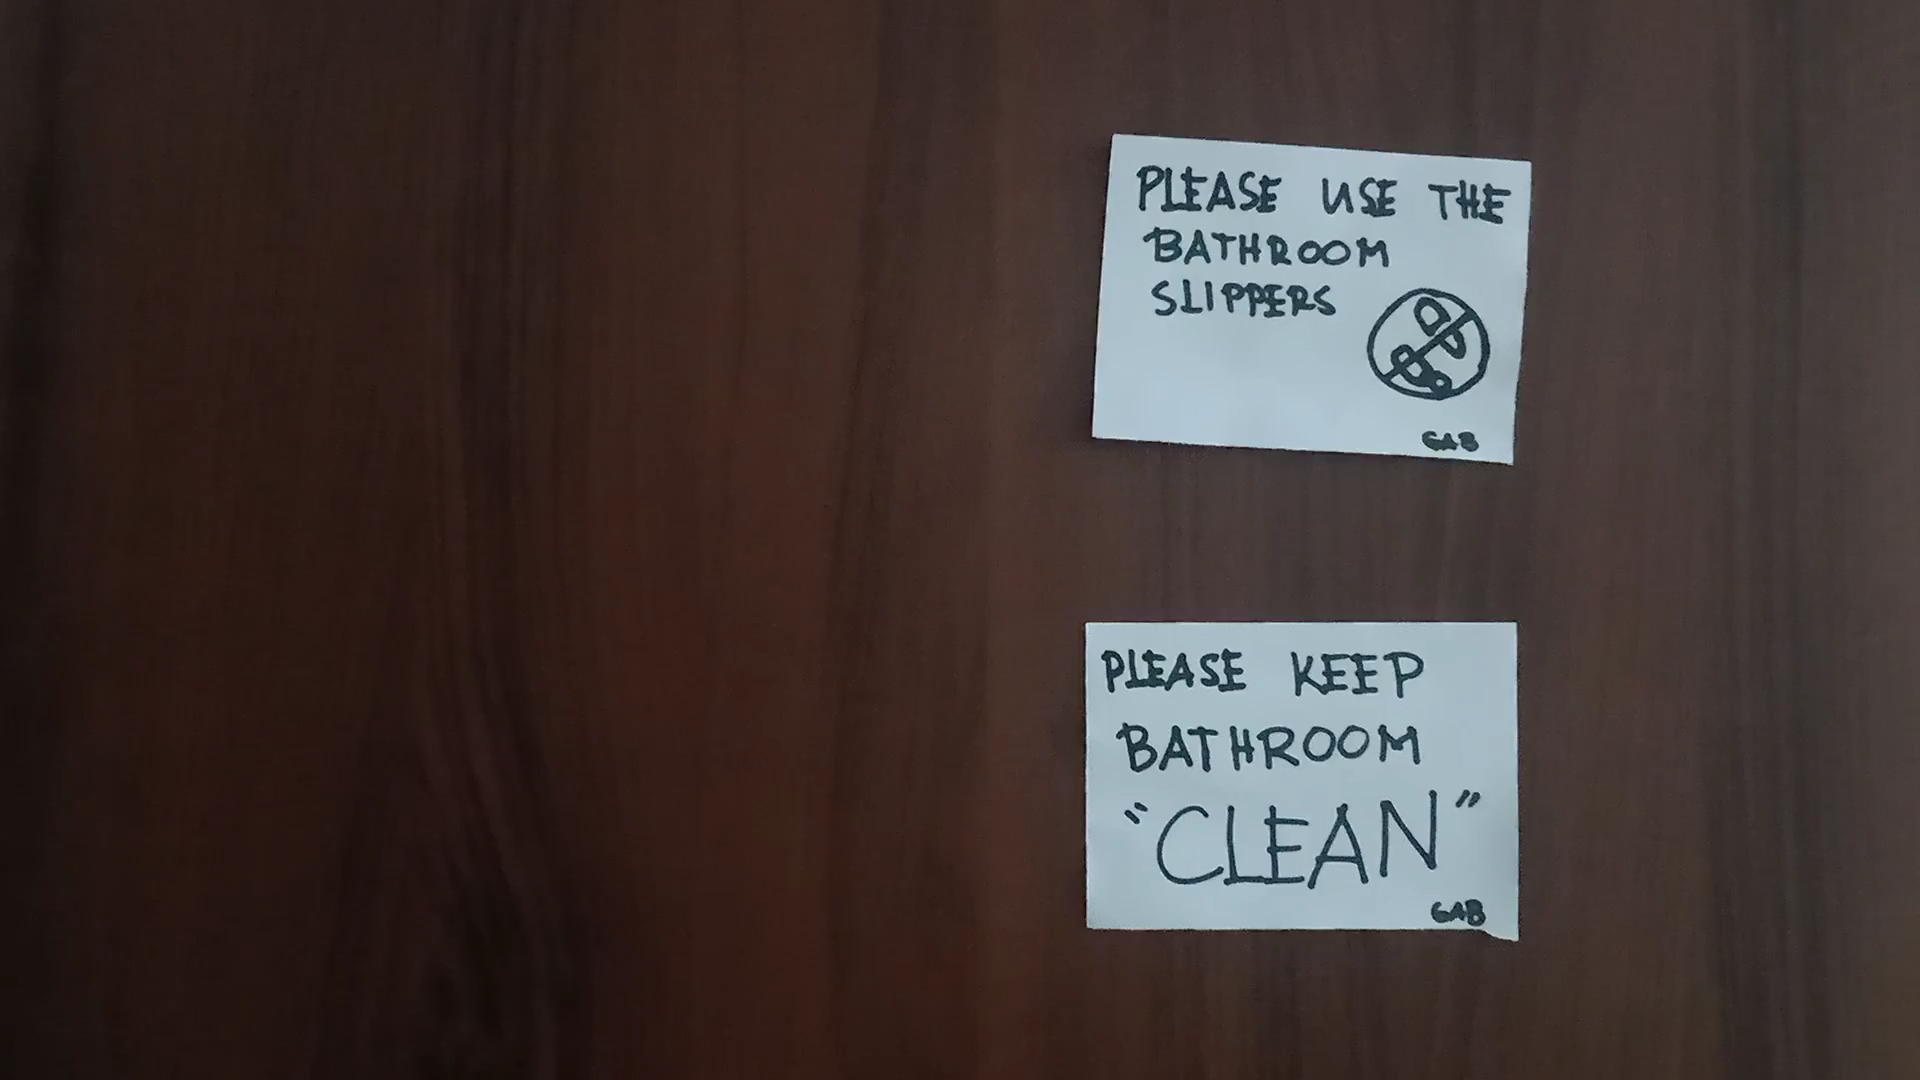 PLEASE USE THE
BATHROOM
SLIPPERS
GAB
PLEASE KEEP
BATHROOM
"CLEAN"
GAB